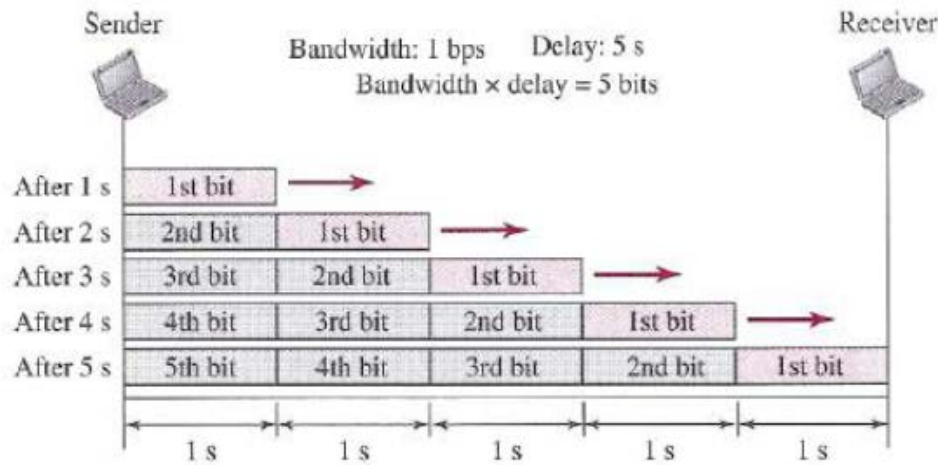 Sender
Receiver
Bandwidth: 1 bps Delay: 5 s
Bandwidth × delay = 5 bits
After 1 s 1st bit
After 2 s 2nd bit 1st bit
After 3 s 3rd bit 2nd bit 1st bit
After 4 s 4th bit 3rd bit 2nd bit 1st bit
After 5 s 5th bit 4th bit 3rd bit 2nd bit 1st bit
1 s 1 s 1 s 1 s 1 s